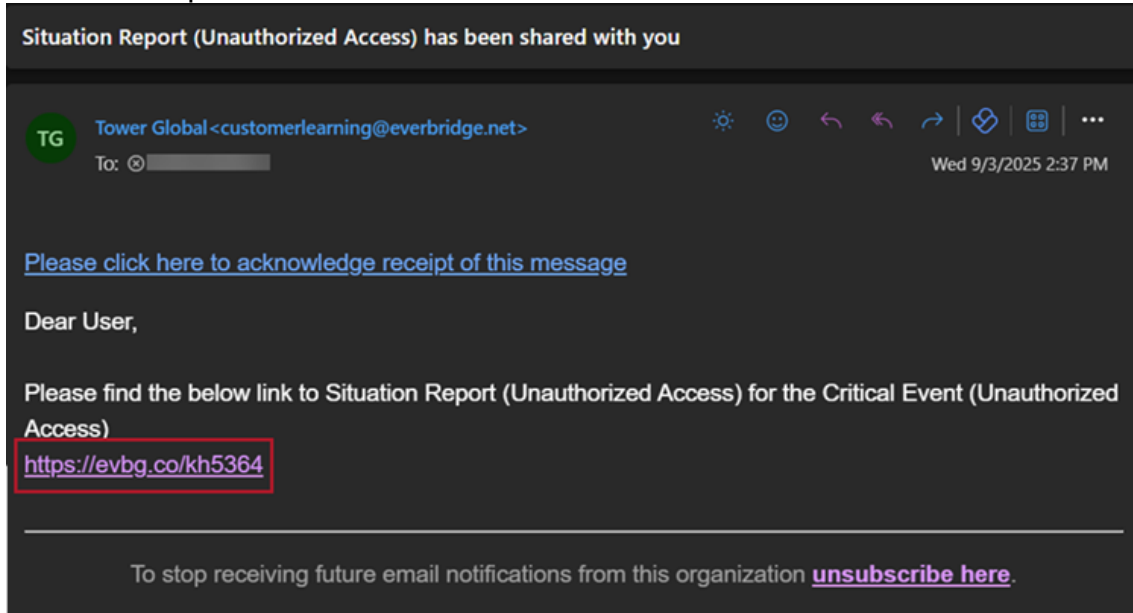 Situation Report (Unauthorized Access) has been shared with you
TG
Tower Global<customerlearning@everbridge.net>
To:
Wed 9/3/2025 2:37 PM
Please click here to acknowledge receipt of this message
Dear User,
Please find the below link to Situation Report (Unauthorized Access) for the Critical Event (Unauthorized
Access)
https://evbg.co/kh5364
To stop receiving future email notifications from this organization unsubscribe here.